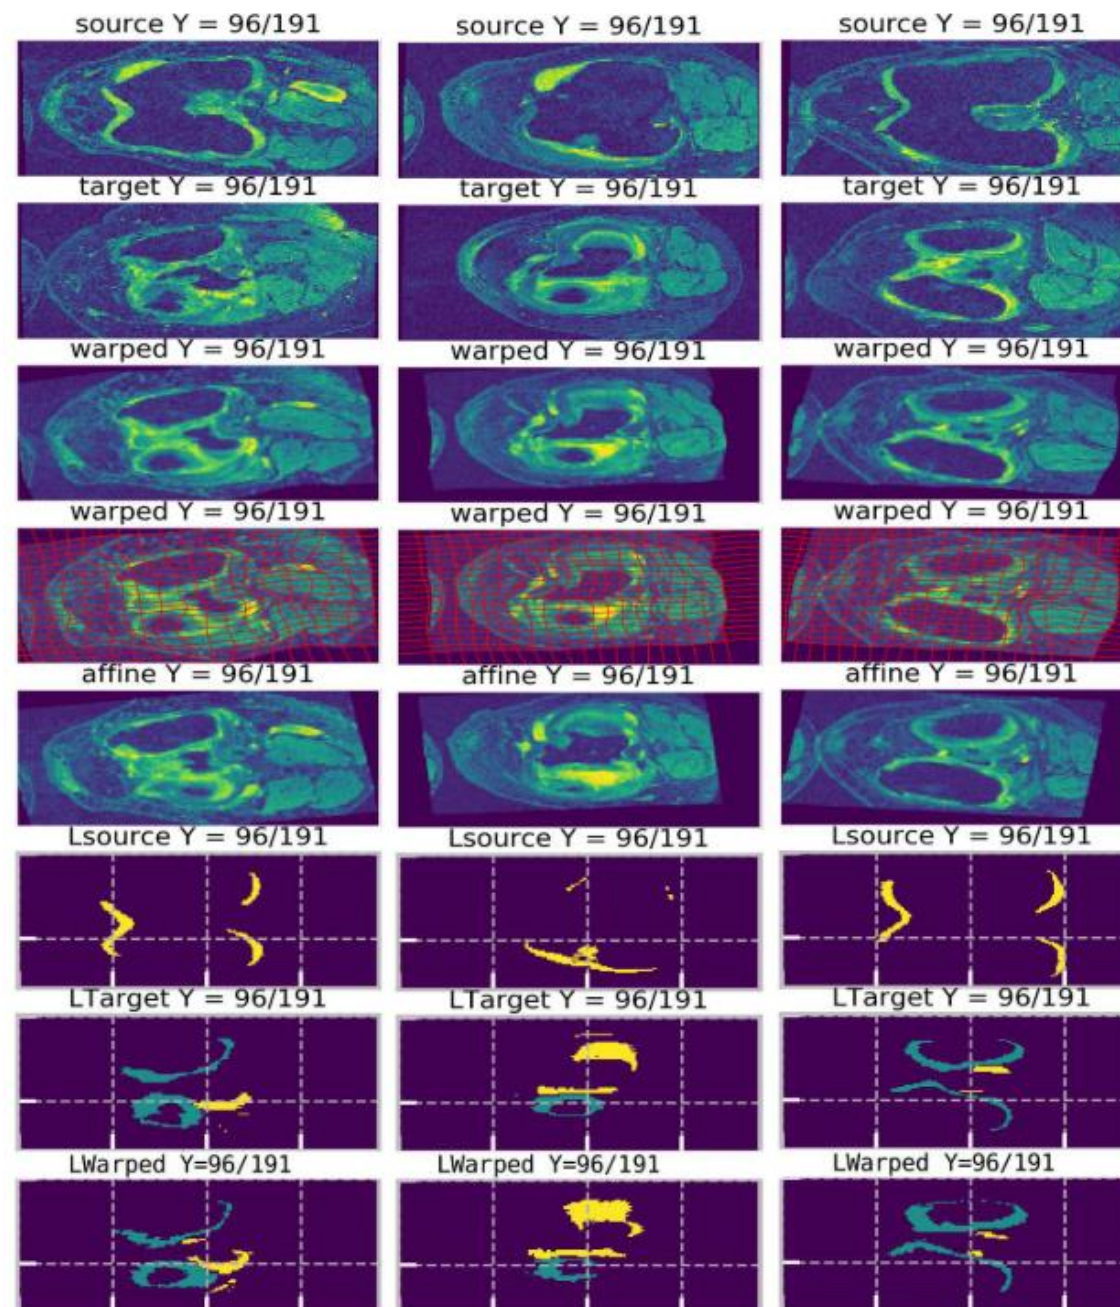 source Y = 96/191 source Y = 96/191 source Y = 96/191
target Y = 96/191 target Y = 96/191 target Y = 96/191
warped Y = 96/191 warped Y = 96/191 warped Y = 96/191
warped Y = 96/191 warped Y = 96/191 warped Y = 96/191
affine Y = 96/191 affine Y = 96/191 affine Y = 96/191
Lsource Y = 96/191 Lsource Y = 96/191 Lsource Y = 96/191
LTarget Y = 96/191 LTarget Y = 96/191 LTarget Y = 96/191
LWarped Y=96/191 LWarped Y=96/191 LWarped Y=96/191